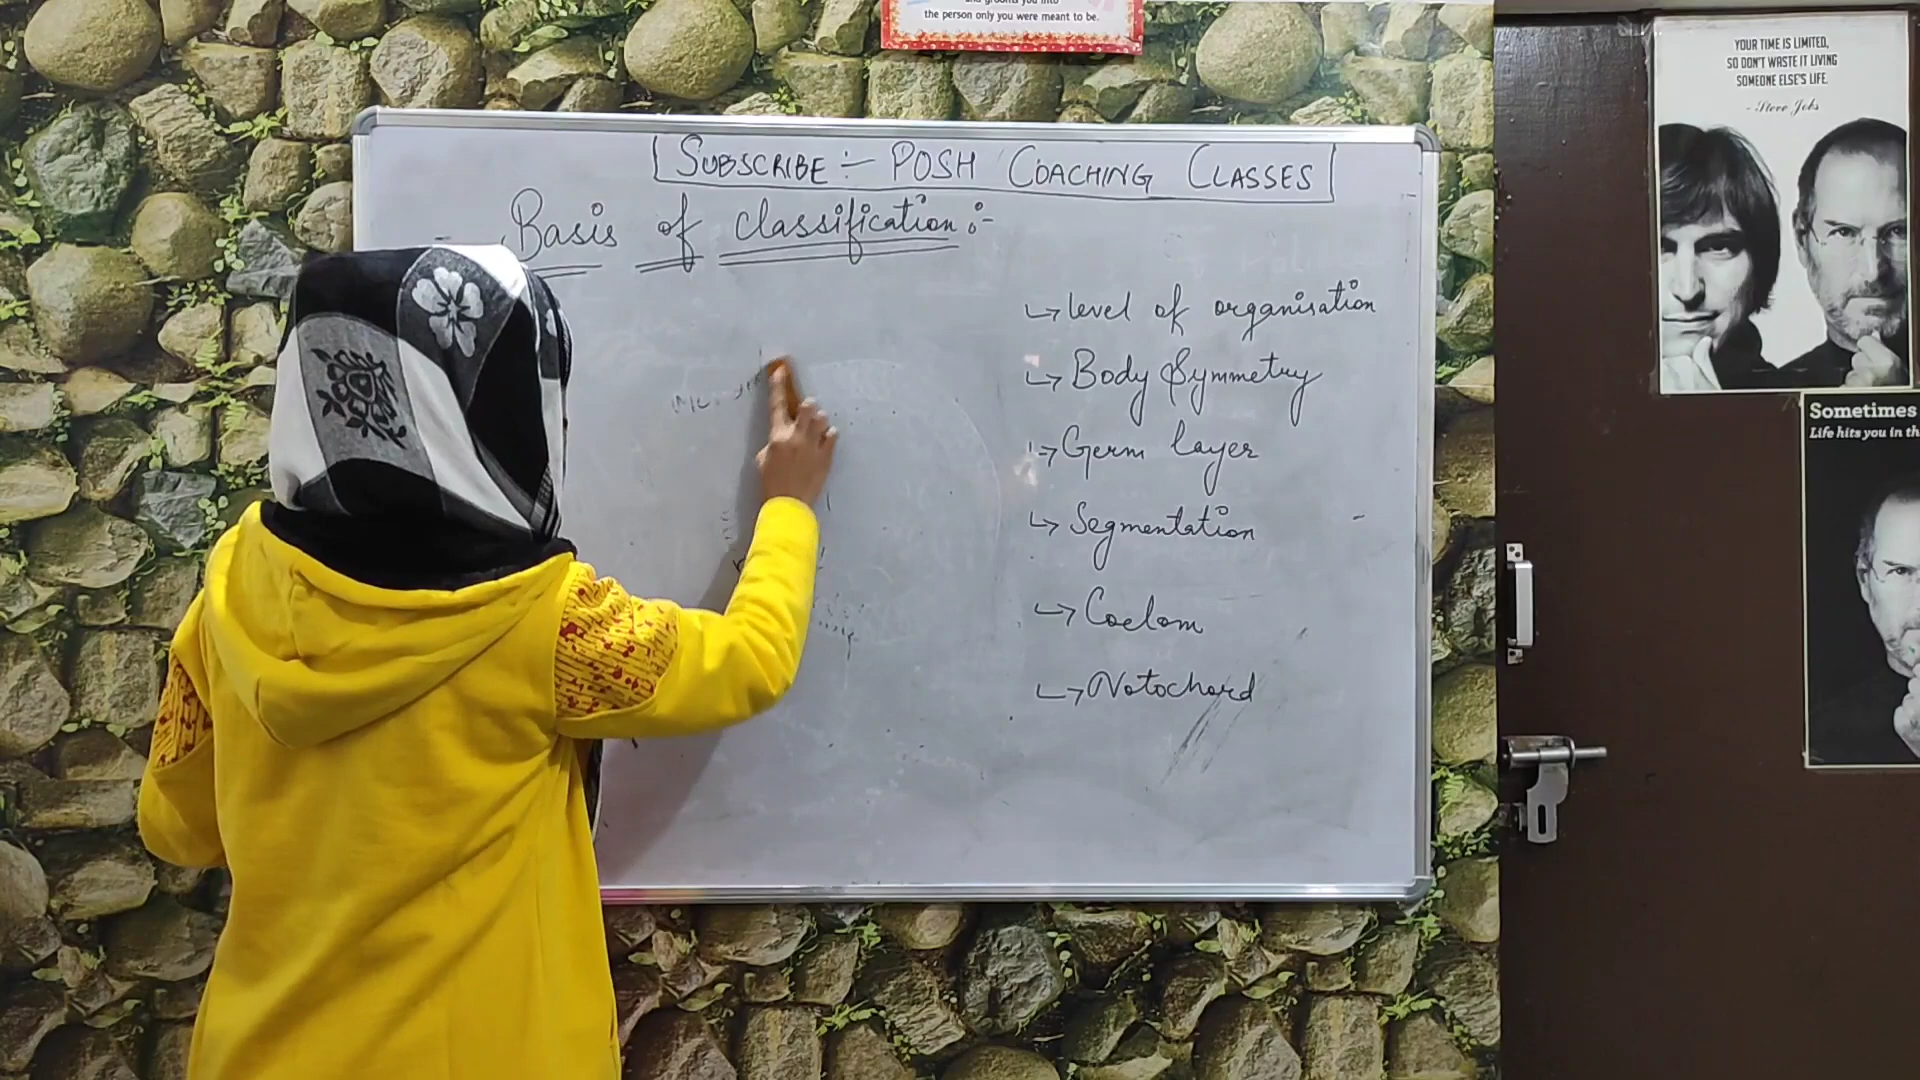 the person only you were meant to be.
SUBSCRIBE :- POSH COACHING CLASSES
Basis of classification :-
↳ level of organisation
↳ Body Symmetry
↳ Germ layer
↳ Segmentation
↳ Coelom
↳ Notochord
YOUR TIME IS LIMITED,
SO DON'T WASTE IT LIVING
SOMEONE ELSE'S LIFE.
- Steve Jobs
Sometimes
Life hits you in th